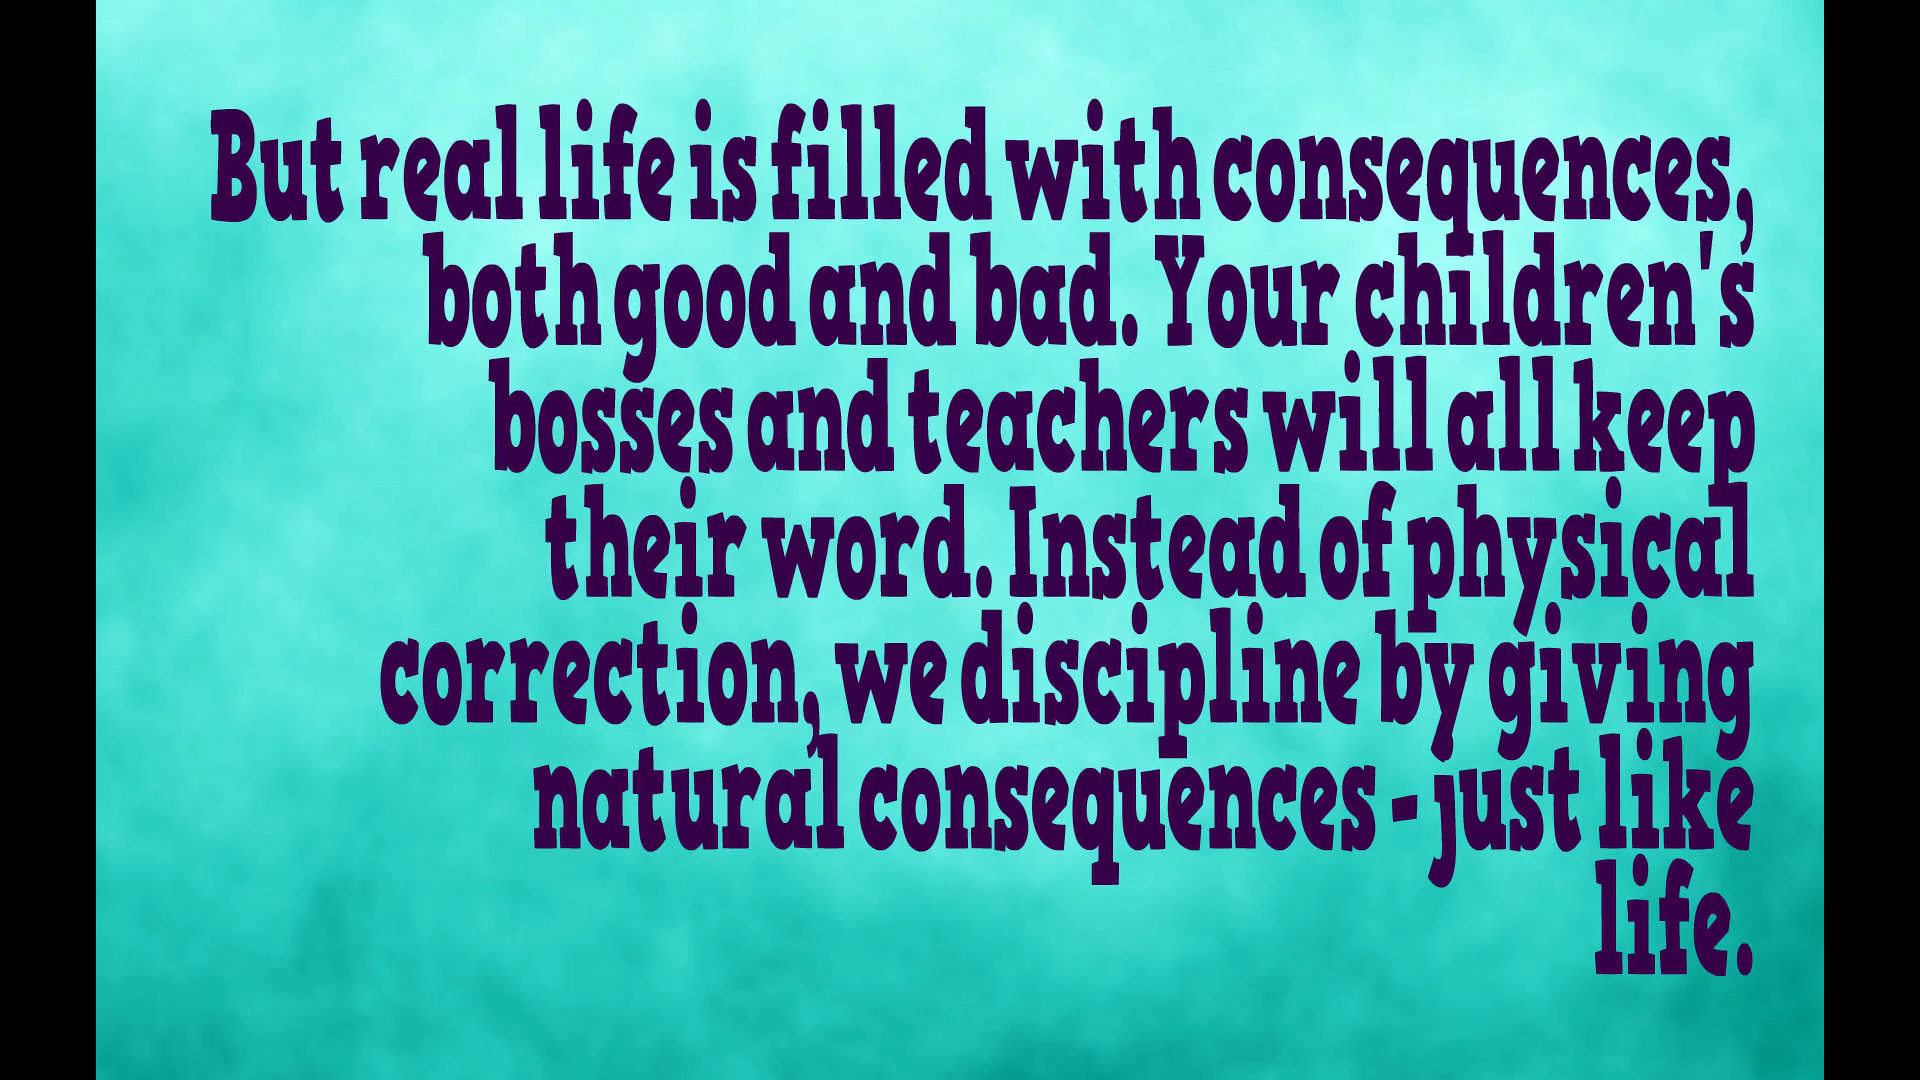 But real life is filled with consequences,
both good and bad. Your children's
bosses and teachers will all keep
their word. Instead of physical
correction, we discipline by giving
natural consequences - just like
life.